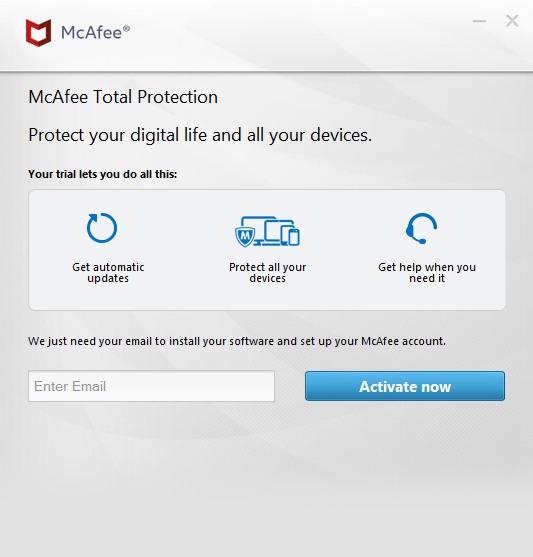 McAfee®
McAfee Total Protection
Protect your digital life and all your devices.
Your trial lets you do all this:
Get automatic
updates
Protect all your
devices
Get help when you
need it
We just need your email to install your software and set up your McAfee account.
Enter Email
Activate now